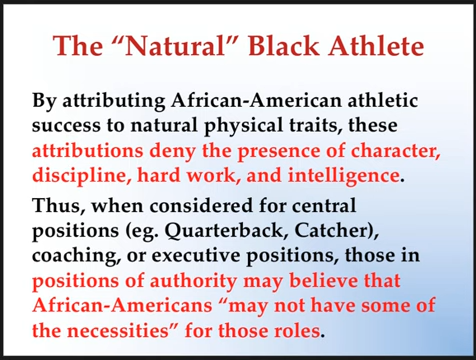 The “Natural” Black Athlete
By attributing African-American athletic
success to natural physical traits, these
attributions deny the presence of character,
discipline, hard work, and intelligence.
Thus, when considered for central
positions (eg. Quarterback, Catcher),
coaching, or executive positions, those in
positions of authority may believe that
African-Americans “may not have some of
the necessities” for those roles.